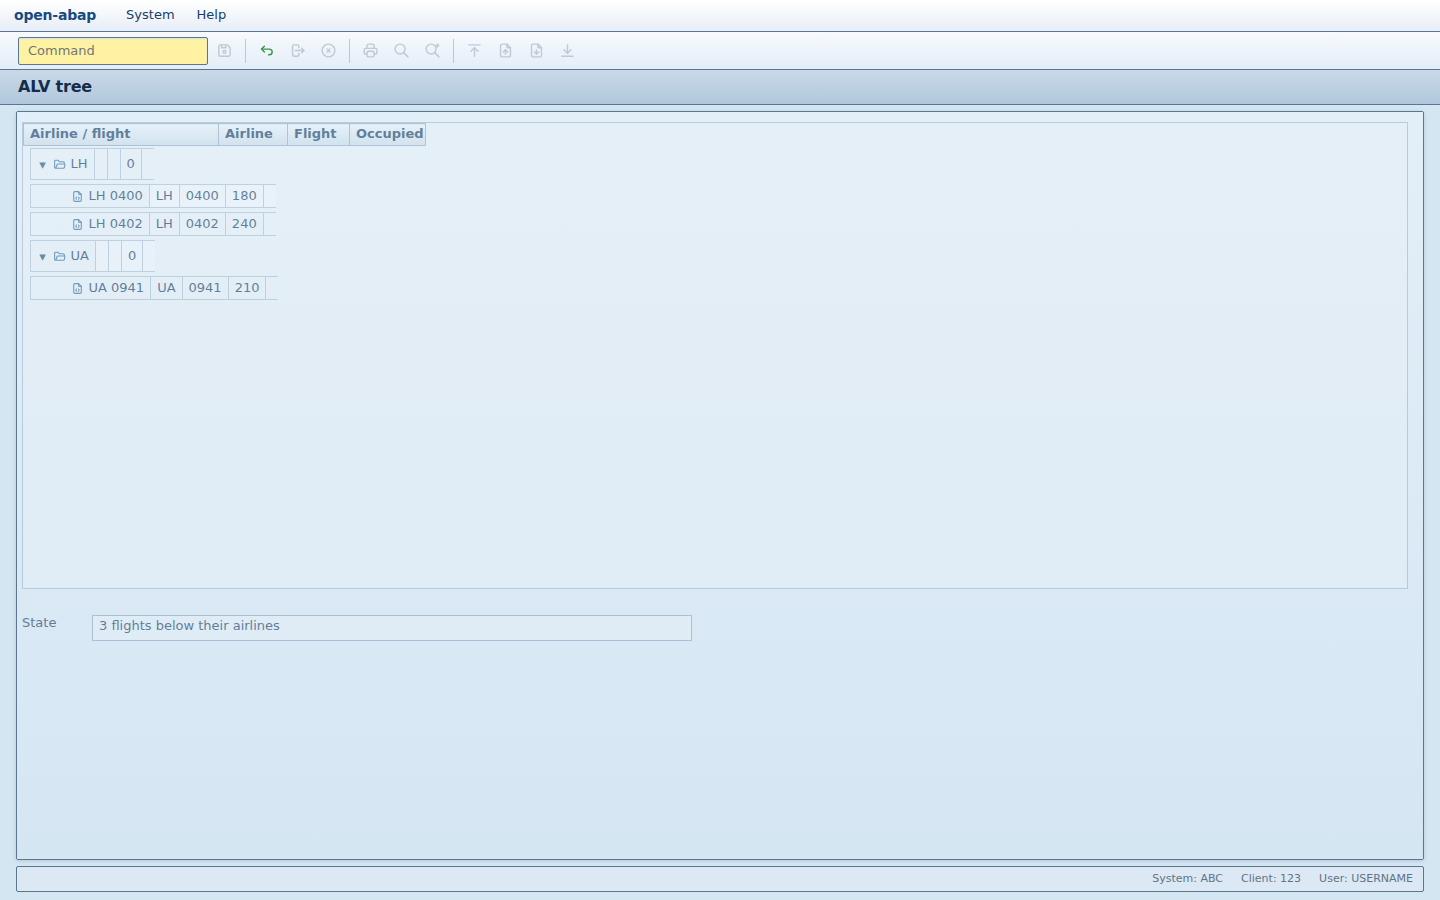 open-abap System Help
Command
ALV tree
Airline / flight Airline Flight Occupied
LH 0
LH 0400 LH 0400 180
LH 0402 LH 0402 240
UA 0
UA 0941 UA 0941 210
State 3 flights below their airlines
System: ABC Client: 123 User: USERNAME